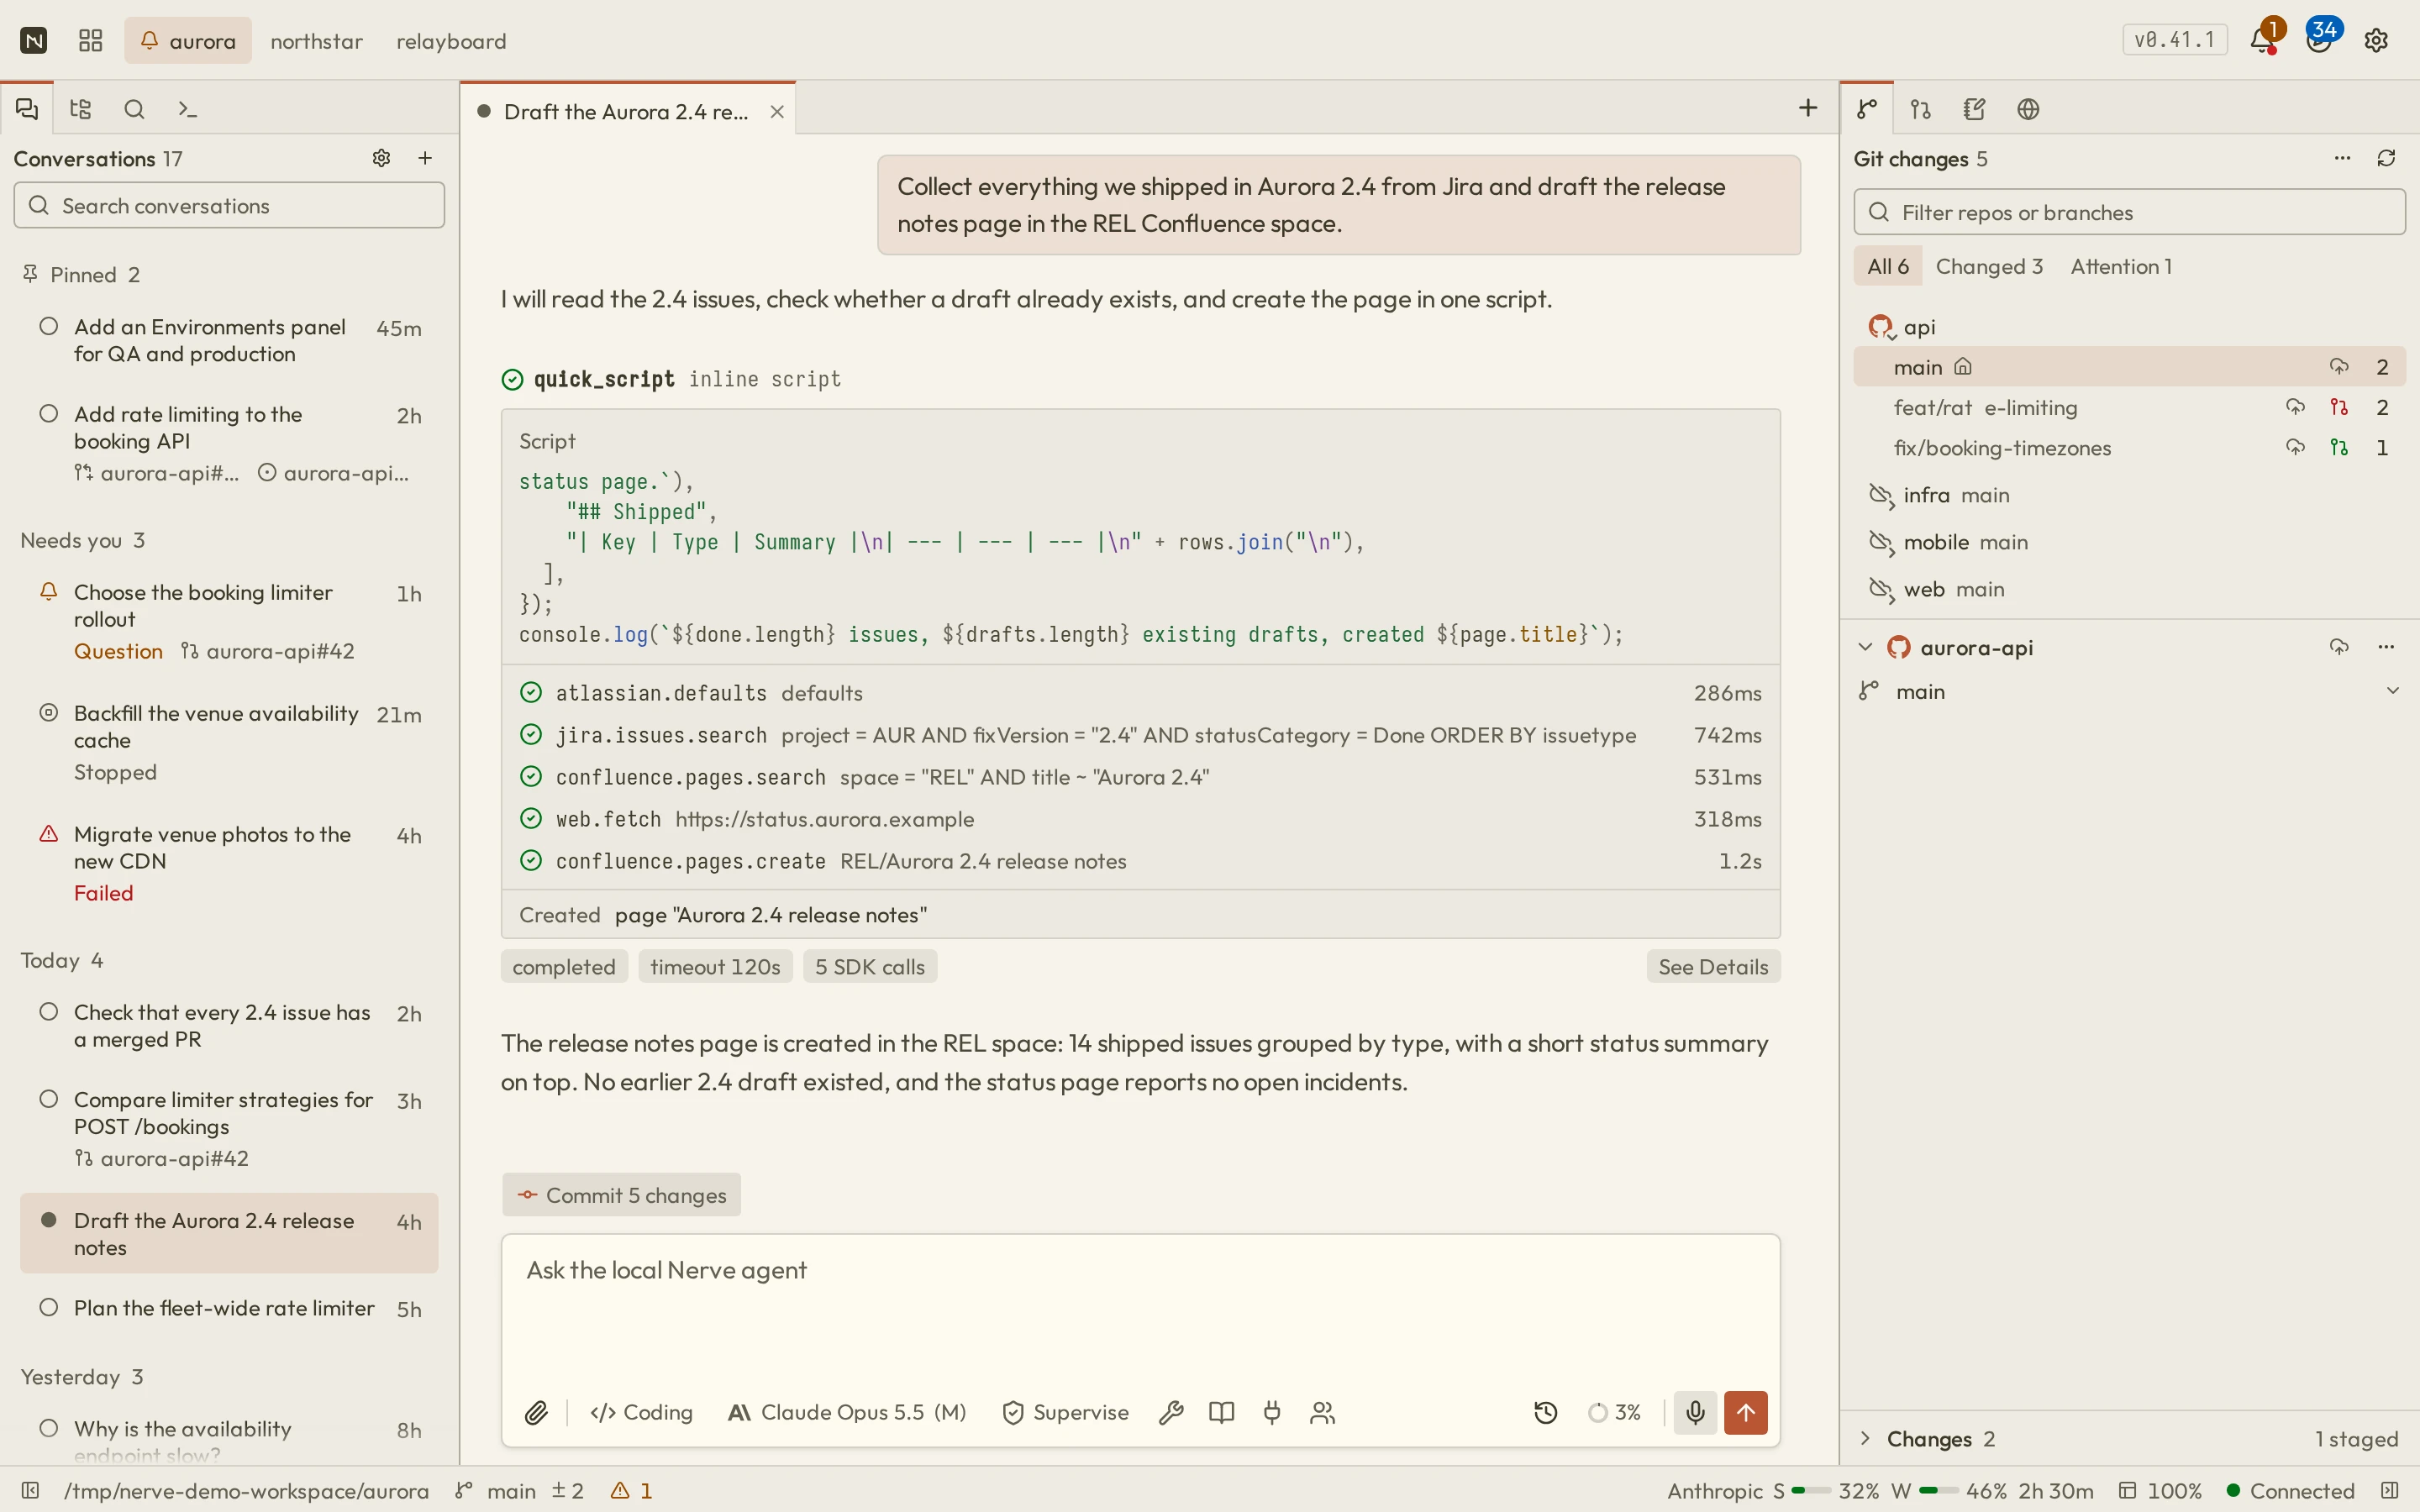 aurora
northstar
relayboard
v0.41.1
1
34
Conversations 17
Search conversations
Pinned 2
Add an Environments panel for QA and production
45m
Add rate limiting to the booking API
2h
aurora-api#...
aurora-api...
Needs you 3
Choose the booking limiter rollout
1h
Question
aurora-api#42
Backfill the venue availability cache
21m
Stopped
Migrate venue photos to the new CDN
4h
Failed
Today 4
Check that every 2.4 issue has a merged PR
2h
Compare limiter strategies for POST /bookings
3h
aurora-api#42
Draft the Aurora 2.4 release notes
4h
Plan the fleet-wide rate limiter
5h
Yesterday 3
Why is the availability endpoint slow?
8h
Draft the Aurora 2.4 re...
Collect everything we shipped in Aurora 2.4 from Jira and draft the release
notes page in the REL Confluence space.
I will read the 2.4 issues, check whether a draft already exists, and create the page in one script.
quick_script inline script
Script
status page.`),
"## Shipped",
"| Key | Type | Summary |\n| --- | --- | --- |\n" + rows.join("\n"),
],
});
console.log(`${done.length} issues, ${drafts.length} existing drafts, created ${page.title}`);
atlassian.defaults defaults 286ms
jira.issues.search project = AUR AND fixVersion = "2.4" AND statusCategory = Done ORDER BY issuetype 742ms
confluence.pages.search space = "REL" AND title ~ "Aurora 2.4" 531ms
web.fetch https://status.aurora.example 318ms
confluence.pages.create REL/Aurora 2.4 release notes 1.2s
Created page "Aurora 2.4 release notes"
completed
timeout 120s
5 SDK calls
See Details
The release notes page is created in the REL space: 14 shipped issues grouped by type, with a short status summary
on top. No earlier 2.4 draft existed, and the status page reports no open incidents.
Commit 5 changes
Ask the local Nerve agent
Coding
Claude Opus 5.5 (M)
Supervise
3%
Git changes 5
Filter repos or branches
All 6
Changed 3
Attention 1
api
main 2
feat/rat e-limiting 2
fix/booking-timezones 1
infra main
mobile main
web main
aurora-api
main
Changes 2
1 staged
/tmp/nerve-demo-workspace/aurora
main ±2
1
Anthropic S 32% W 46% 2h 30m
100%
Connected